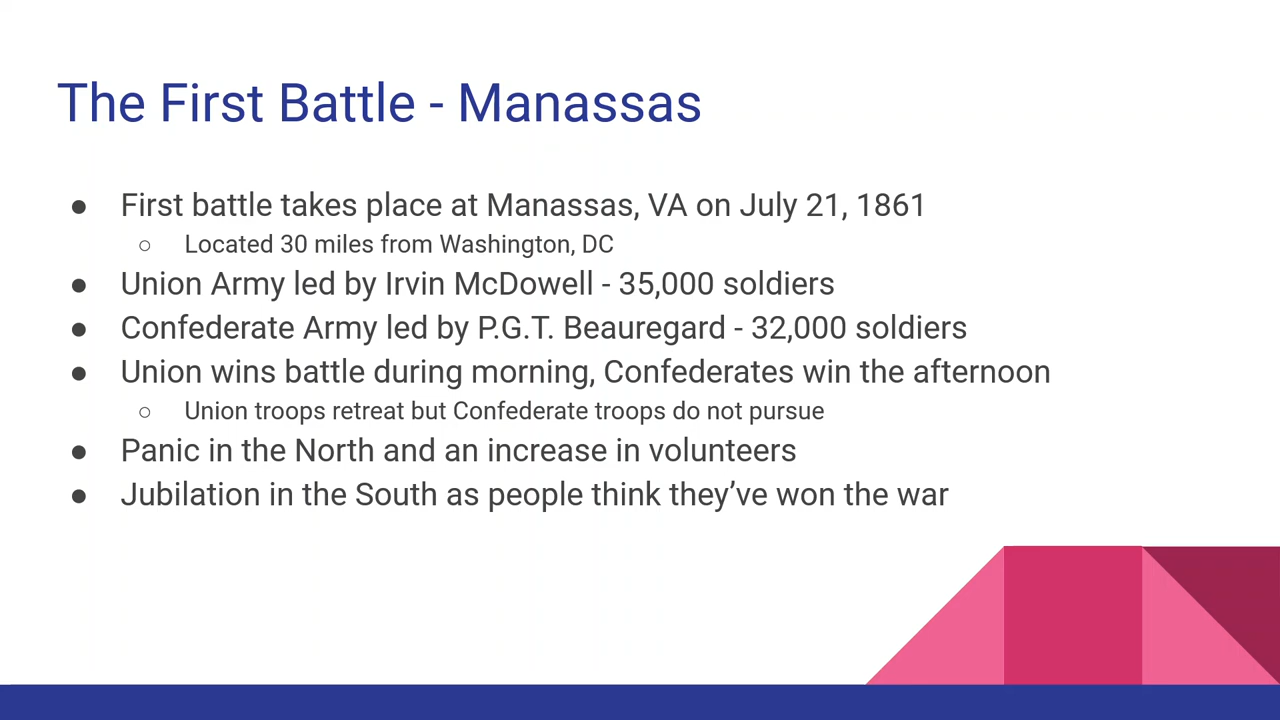 The First Battle - Manassas
● First battle takes place at Manassas, VA on July 21, 1861
○ Located 30 miles from Washington, DC
● Union Army led by Irvin McDowell - 35,000 soldiers
● Confederate Army led by P.G.T. Beauregard - 32,000 soldiers
● Union wins battle during morning, Confederates win the afternoon
○ Union troops retreat but Confederate troops do not pursue
● Panic in the North and an increase in volunteers
● Jubilation in the South as people think they’ve won the war